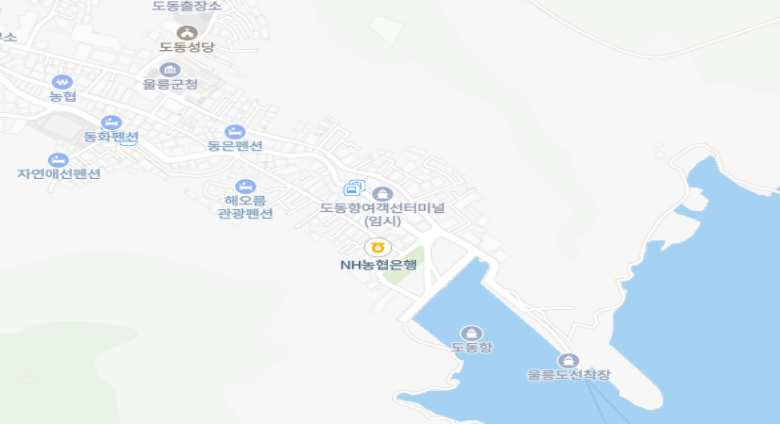 도동출장소
도동성당
울릉군청
농협
동화펜션
동은펜션
자연애선펜션
해오름
관광펜션
도동항여객선터미널
(임시)
NH농협은행
도동항
울릉도선착장